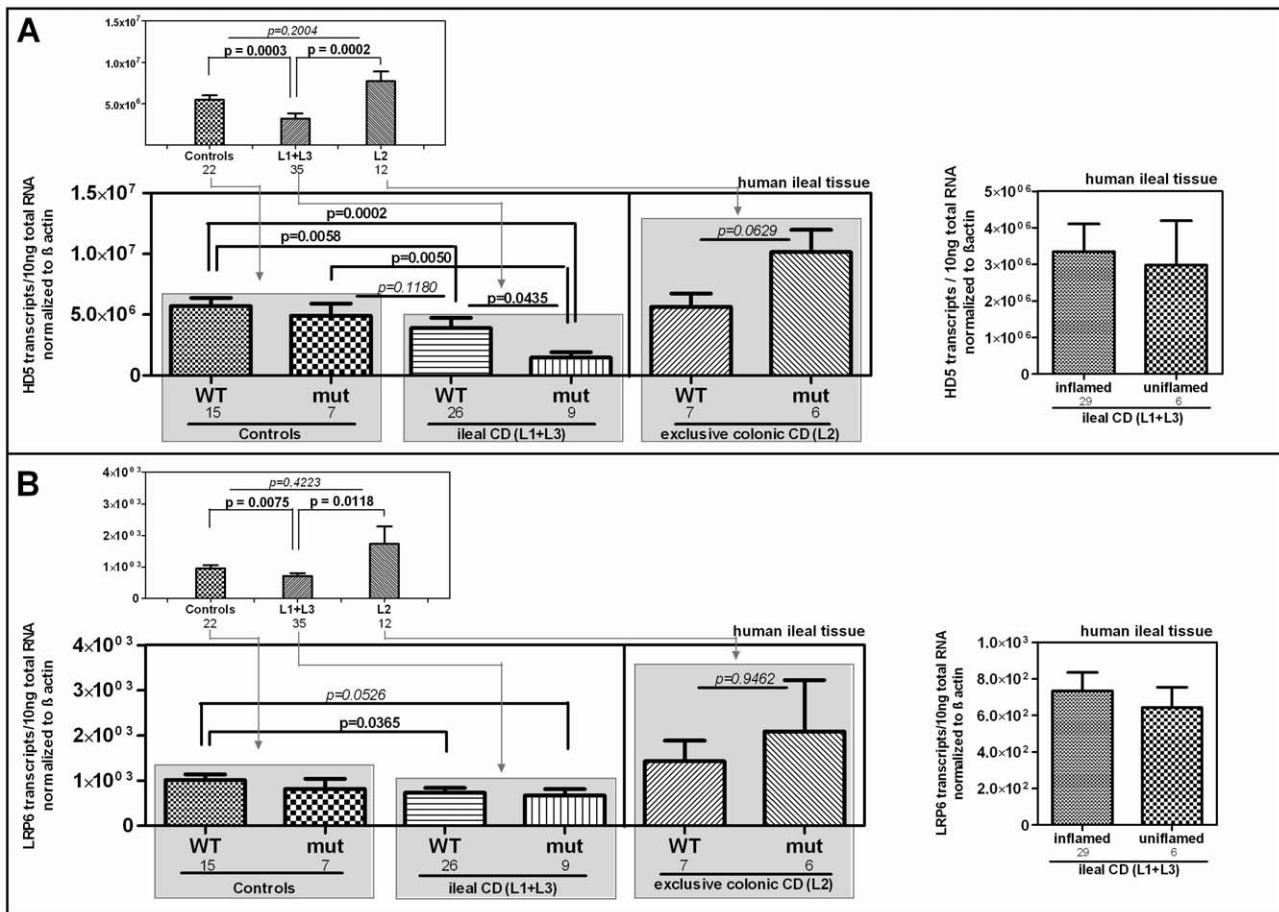 A
1.5x10⁷
1.0x10⁷
5.0x10⁶
p=0,2004
p = 0.0003 p = 0.0002
Controls L1+L3 L2
22 35 12
HD5 transcripts/10ng total RNA
normalized to ß actin
human ileal tissue
1.5×10⁷
1.0×10⁷
5.0×10⁶
0
p=0.0002
p=0.0058
p=0.0050
p=0.1180
p=0.0435
p=0.0629
WT mut WT mut WT mut
15 7 26 9 7 6
Controls ileal CD (L1+L3) exclusive colonic CD (L2)
HD5 transcripts / 10ng total RNA
normalized to ßactin
human ileal tissue
5×10⁰⁶
4×10⁰⁶
3×10⁰⁶
2×10⁰⁶
1×10⁰⁶
0
inflamed uniflamed
29 6
ileal CD (L1+L3)
B
4×10⁰³
3×10⁰³
2×10⁰³
1×10⁰³
0
p=0,4223
p = 0.0075 p = 0.0118
Controls L1+L3 L2
22 35 12
LRP6 transcripts/10ng total RNA
normalized to ß actin
human ileal tissue
4×10⁰³
3×10⁰³
2×10⁰³
1×10⁰³
0
p=0.0526
p=0.0365
p=0.9462
WT mut WT mut WT mut
15 7 26 9 7 6
Controls ileal CD (L1+L3) exclusive colonic CD (L2)
LRP6 transcripts/10ng total RNA
normalized to ß actin
human ileal tissue
1.0×10³
8.0×10²
6.0×10²
4.0×10²
2.0×10²
0
inflamed uniflamed
29 6
ileal CD (L1+L3)